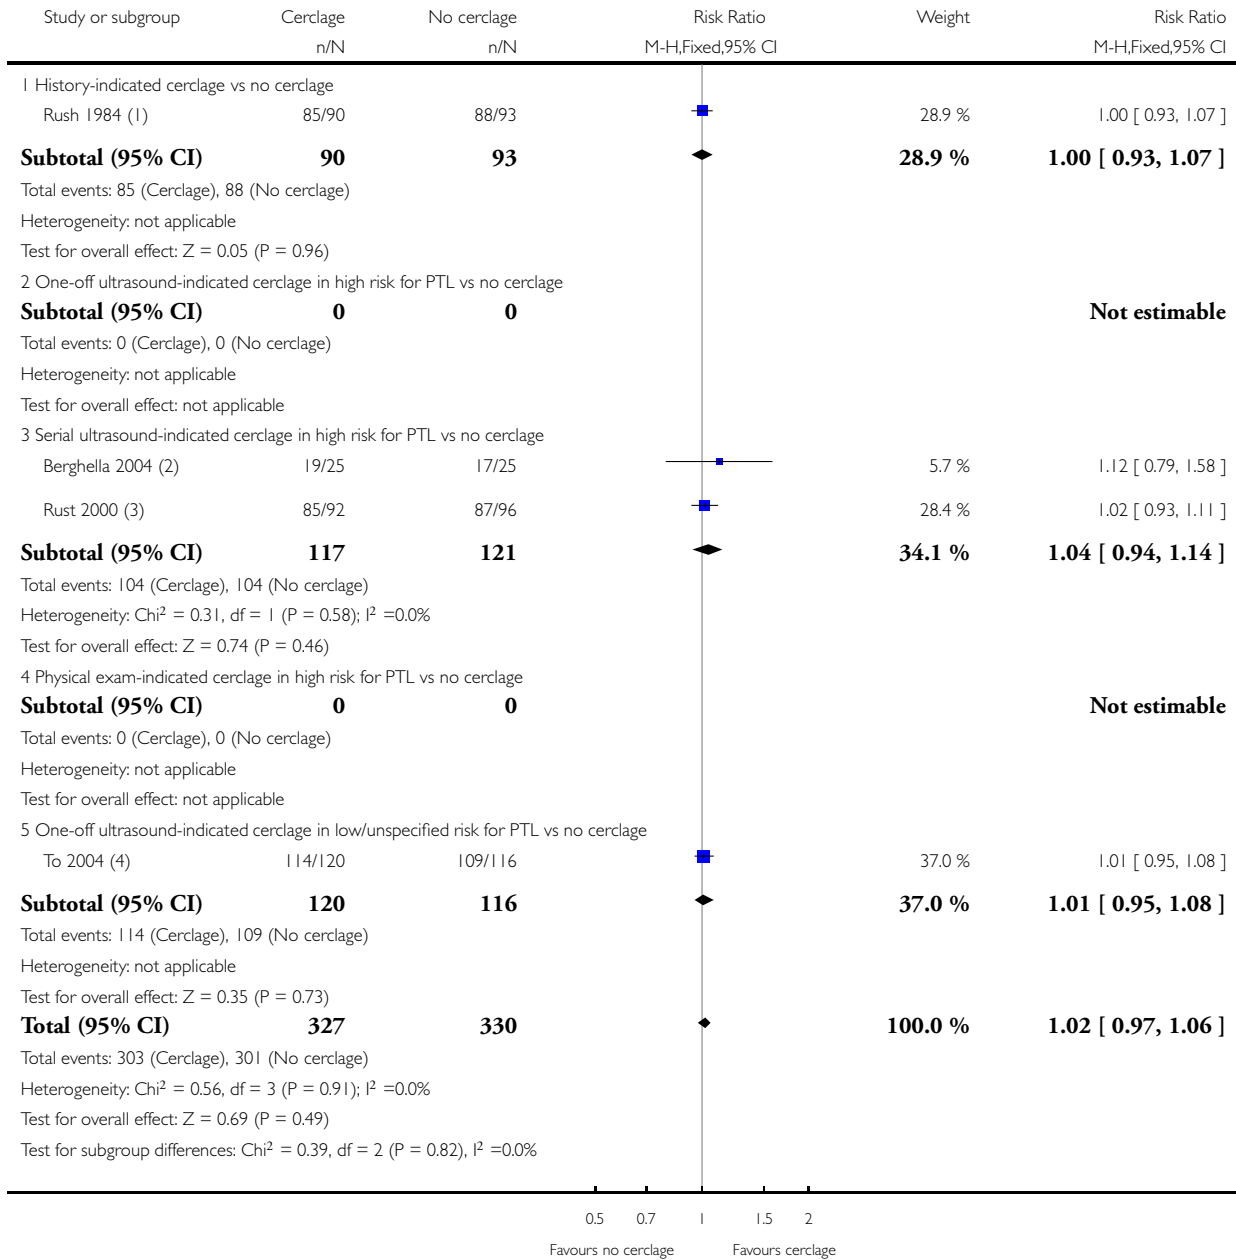 Study or subgroup Cerclage No cerclage Risk Ratio Weight Risk Ratio
n/N n/N M-H,Fixed,95% CI M-H,Fixed,95% CI
1 History-indicated cerclage vs no cerclage
Rush 1984 (1) 85/90 88/93 28.9 % 1.00 [ 0.93, 1.07 ]
Subtotal (95% CI) 90 93 28.9 % 1.00 [ 0.93, 1.07 ]
Total events: 85 (Cerclage), 88 (No cerclage)
Heterogeneity: not applicable
Test for overall effect: Z = 0.05 (P = 0.96)
2 One-off ultrasound-indicated cerclage in high risk for PTL vs no cerclage
Subtotal (95% CI) 0 0 Not estimable
Total events: 0 (Cerclage), 0 (No cerclage)
Heterogeneity: not applicable
Test for overall effect: not applicable
3 Serial ultrasound-indicated cerclage in high risk for PTL vs no cerclage
Berghella 2004 (2) 19/25 17/25 5.7 % 1.12 [ 0.79, 1.58 ]
Rust 2000 (3) 85/92 87/96 28.4 % 1.02 [ 0.93, 1.11 ]
Subtotal (95% CI) 117 121 34.1 % 1.04 [ 0.94, 1.14 ]
Total events: 104 (Cerclage), 104 (No cerclage)
Heterogeneity: Chi² = 0.31, df = 1 (P = 0.58); I² =0.0%
Test for overall effect: Z = 0.74 (P = 0.46)
4 Physical exam-indicated cerclage in high risk for PTL vs no cerclage
Subtotal (95% CI) 0 0 Not estimable
Total events: 0 (Cerclage), 0 (No cerclage)
Heterogeneity: not applicable
Test for overall effect: not applicable
5 One-off ultrasound-indicated cerclage in low/unspecified risk for PTL vs no cerclage
To 2004 (4) 114/120 109/116 37.0 % 1.01 [ 0.95, 1.08 ]
Subtotal (95% CI) 120 116 37.0 % 1.01 [ 0.95, 1.08 ]
Total events: 114 (Cerclage), 109 (No cerclage)
Heterogeneity: not applicable
Test for overall effect: Z = 0.35 (P = 0.73)
Total (95% CI) 327 330 100.0 % 1.02 [ 0.97, 1.06 ]
Total events: 303 (Cerclage), 301 (No cerclage)
Heterogeneity: Chi² = 0.56, df = 3 (P = 0.91); I² =0.0%
Test for overall effect: Z = 0.69 (P = 0.49)
Test for subgroup differences: Chi² = 0.39, df = 2 (P = 0.82), I² =0.0%
0.5 0.7 1 1.5 2
Favours no cerclage Favours cerclage